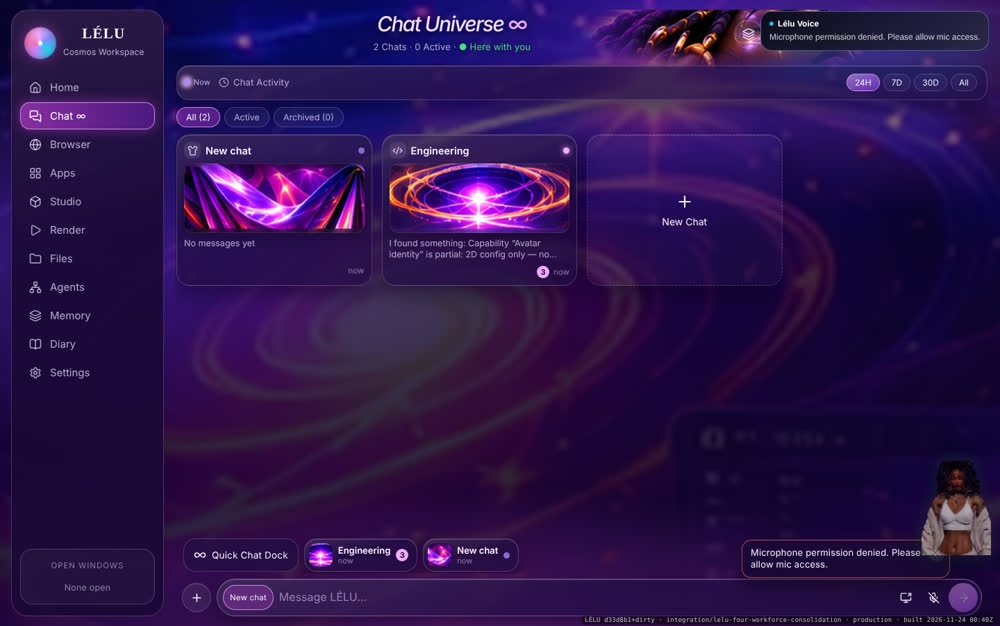 LÉLU
Cosmos Workspace
Home
Chat ∞
Browser
Apps
Studio
Render
Files
Agents
Memory
Diary
Settings
OPEN WINDOWS
None open
Chat Universe ∞
2 Chats · 0 Active · Here with you
Lélu Voice
Microphone permission denied. Please allow mic access.
Now
Chat Activity
24H
7D
30D
All
All (2)
Active
Archived (0)
New chat
No messages yet
now
Engineering
I found something: Capability "Avatar
identity" is partial: 2D config only — no...
3 now
+
New Chat
∞ Quick Chat Dock
Engineering
now
3
New chat
now
Microphone permission denied. Please
allow mic access.
+
New chat
Message LÉLU...
LÉLU d33d8b1+dirty · integration/lelu-four-workforce-consolidation · production · built 2026-11-24 00:40Z